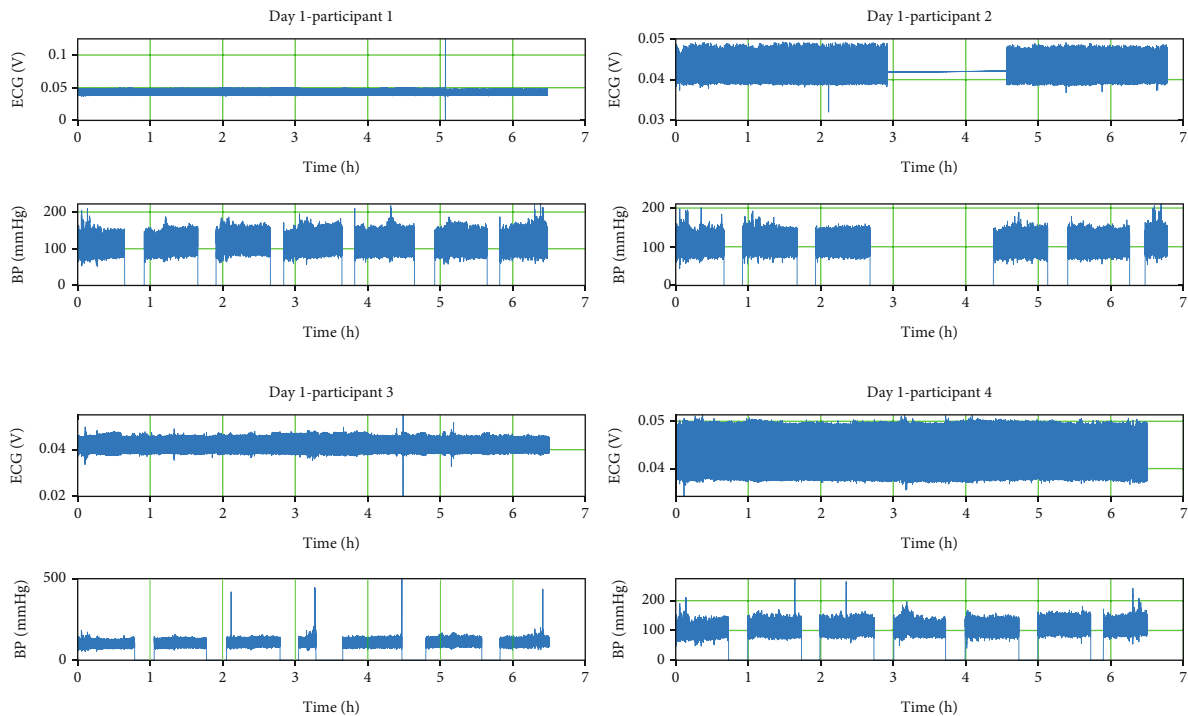 Day 1-participant 1
ECG (V)
0.1
0.05
0
0 1 2 3 4 5 6 7
Time (h)
BP (mmHg)
200
100
0
0 1 2 3 4 5 6 7
Time (h)
Day 1-participant 2
ECG (V)
0.05
0.04
0.03
0 1 2 3 4 5 6 7
Time (h)
BP (mmHg)
200
100
0
0 1 2 3 4 5 6 7
Time (h)
Day 1-participant 3
ECG (V)
0.04
0.02
0 1 2 3 4 5 6 7
Time (h)
BP (mmHg)
500
0
0 1 2 3 4 5 6 7
Time (h)
Day 1-participant 4
ECG (V)
0.05
0.04
0 1 2 3 4 5 6 7
Time (h)
BP (mmHg)
200
100
0
0 1 2 3 4 5 6 7
Time (h)